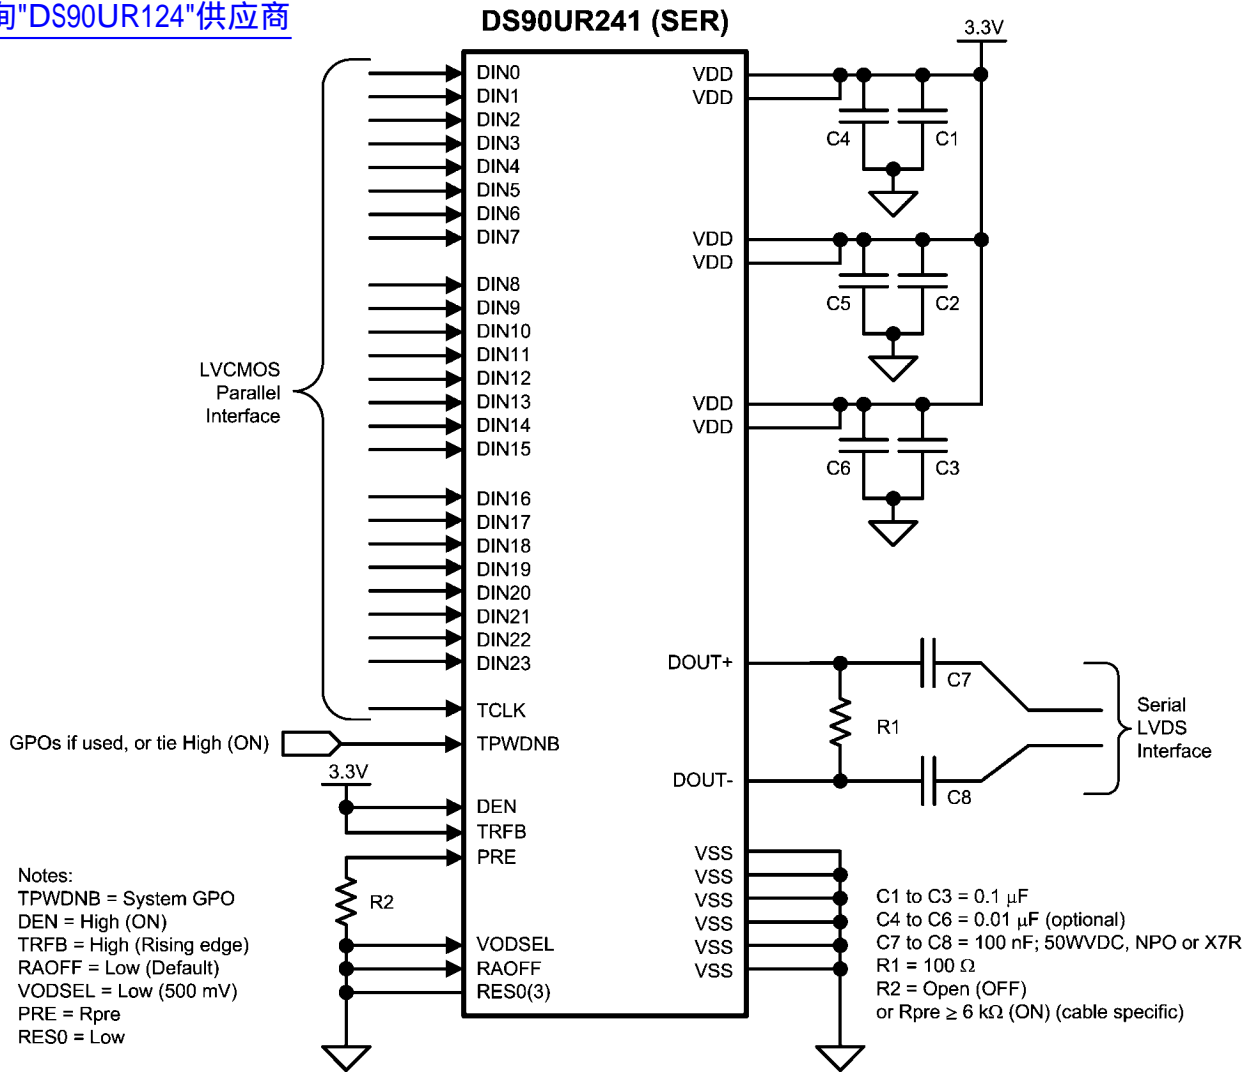 询"DS90UR124"供应商
DS90UR241 (SER)
3.3V
DIN0
DIN1
DIN2
DIN3
DIN4
DIN5
DIN6
DIN7
DIN8
DIN9
DIN10
DIN11
DIN12
DIN13
DIN14
DIN15
DIN16
DIN17
DIN18
DIN19
DIN20
DIN21
DIN22
DIN23
TCLK
TPWDNB
DEN
TRFB
PRE
VODSEL
RAOFF
RES0(3)
LVCMOS
Parallel
Interface
GPOs if used, or tie High (ON)
3.3V
R2
VDD
VDD
C4
C1
VDD
VDD
C5
C2
VDD
VDD
C6
C3
DOUT+
DOUT-
C7
R1
C8
Serial
LVDS
Interface
VSS
VSS
VSS
VSS
VSS
VSS
Notes:
TPWDNB = System GPO
DEN = High (ON)
TRFB = High (Rising edge)
RAOFF = Low (Default)
VODSEL = Low (500 mV)
PRE = Rpre
RES0 = Low
C1 to C3 = 0.1 μF
C4 to C6 = 0.01 μF (optional)
C7 to C8 = 100 nF; 50WVDC, NPO or X7R
R1 = 100 Ω
R2 = Open (OFF)
or Rpre ≥ 6 kΩ (ON) (cable specific)